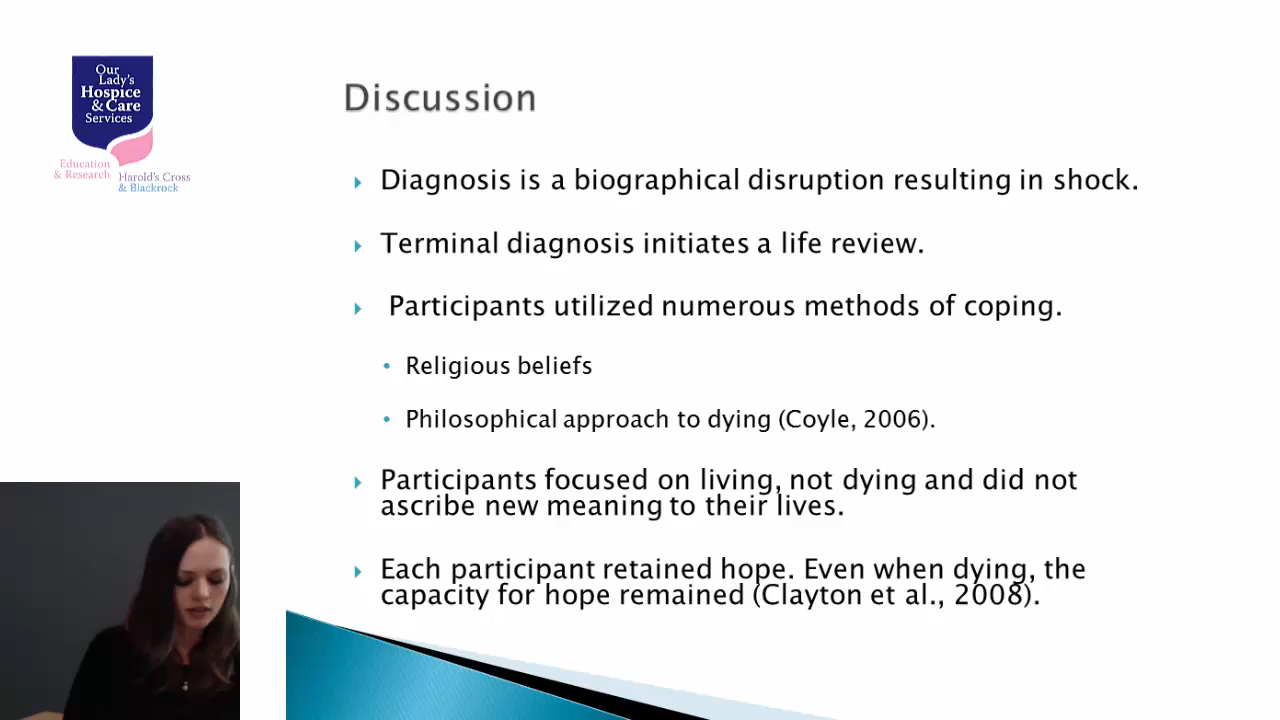 Our
Lady's
Hospice
& Care
Services
Education
& Research
Harold's Cross
& Blackrock
Discussion
Diagnosis is a biographical disruption resulting in shock.
Terminal diagnosis initiates a life review.
Participants utilized numerous methods of coping.
Religious beliefs
Philosophical approach to dying (Coyle, 2006).
Participants focused on living, not dying and did not
ascribe new meaning to their lives.
Each participant retained hope. Even when dying, the
capacity for hope remained (Clayton et al., 2008).